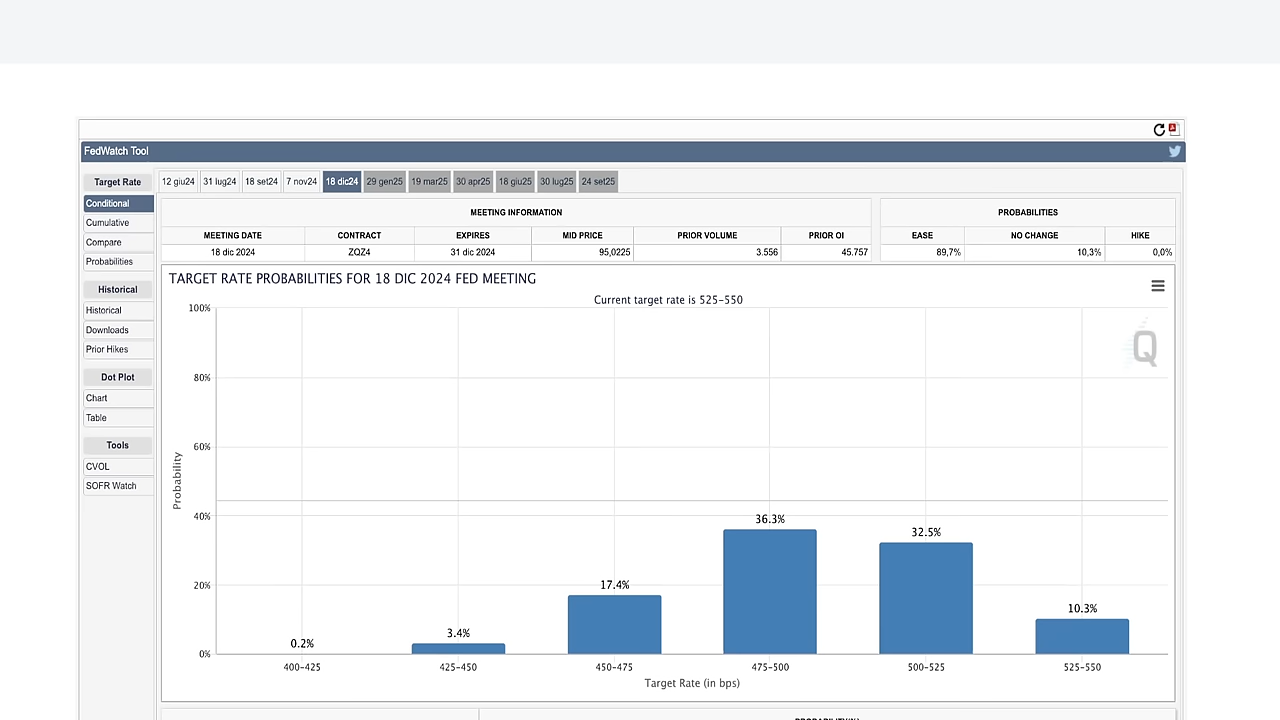 FedWatch Tool
Target Rate
12 giu24 31 lug24 18 set24 7 nov24 18 dic24 29 gen25 19 mar25 30 apr25 18 giu25 30 lug25 24 set25
Conditional
Cumulative
Compare
Probabilities
Historical
Historical
Downloads
Prior Hikes
Dot Plot
Chart
Table
Tools
CVOL
SOFR Watch
MEETING INFORMATION
MEETING DATE CONTRACT EXPIRES MID PRICE PRIOR VOLUME PRIOR OI
18 dic 2024 ZQZ4 31 dic 2024 95,0225 3.556 45.757
PROBABILITIES
EASE NO CHANGE HIKE
89,7% 10,3% 0,0%
TARGET RATE PROBABILITIES FOR 18 DIC 2024 FED MEETING
Current target rate is 525-550
Q
Probability
100%
80%
60%
40%
20%
0%
0.2%
3.4%
17.4%
36.3%
32.5%
10.3%
400-425 425-450 450-475 475-500 500-525 525-550
Target Rate (in bps)
PROBABILITY(%)